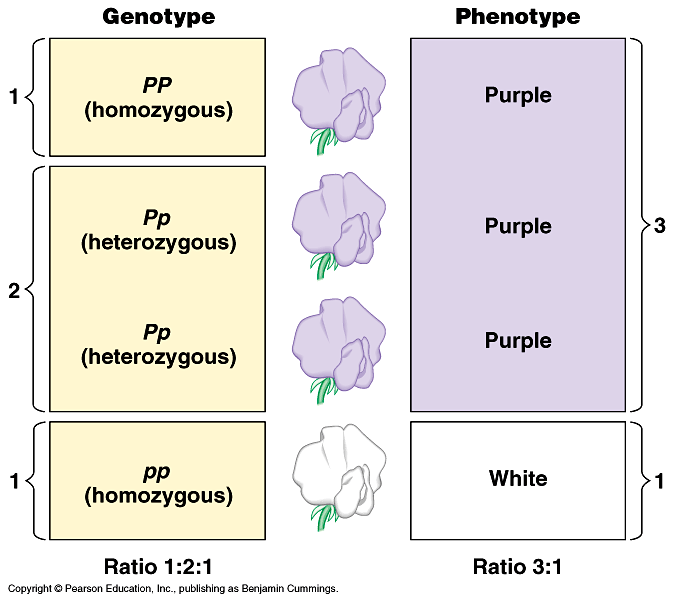 Genotype
Phenotype
1
PP
(homozygous)
Purple
2
Pp
(heterozygous)
Purple
3
Pp
(heterozygous)
Purple
1
pp
(homozygous)
White
1
Ratio 1:2:1
Ratio 3:1
Copyright © Pearson Education, Inc., publishing as Benjamin Cummings.